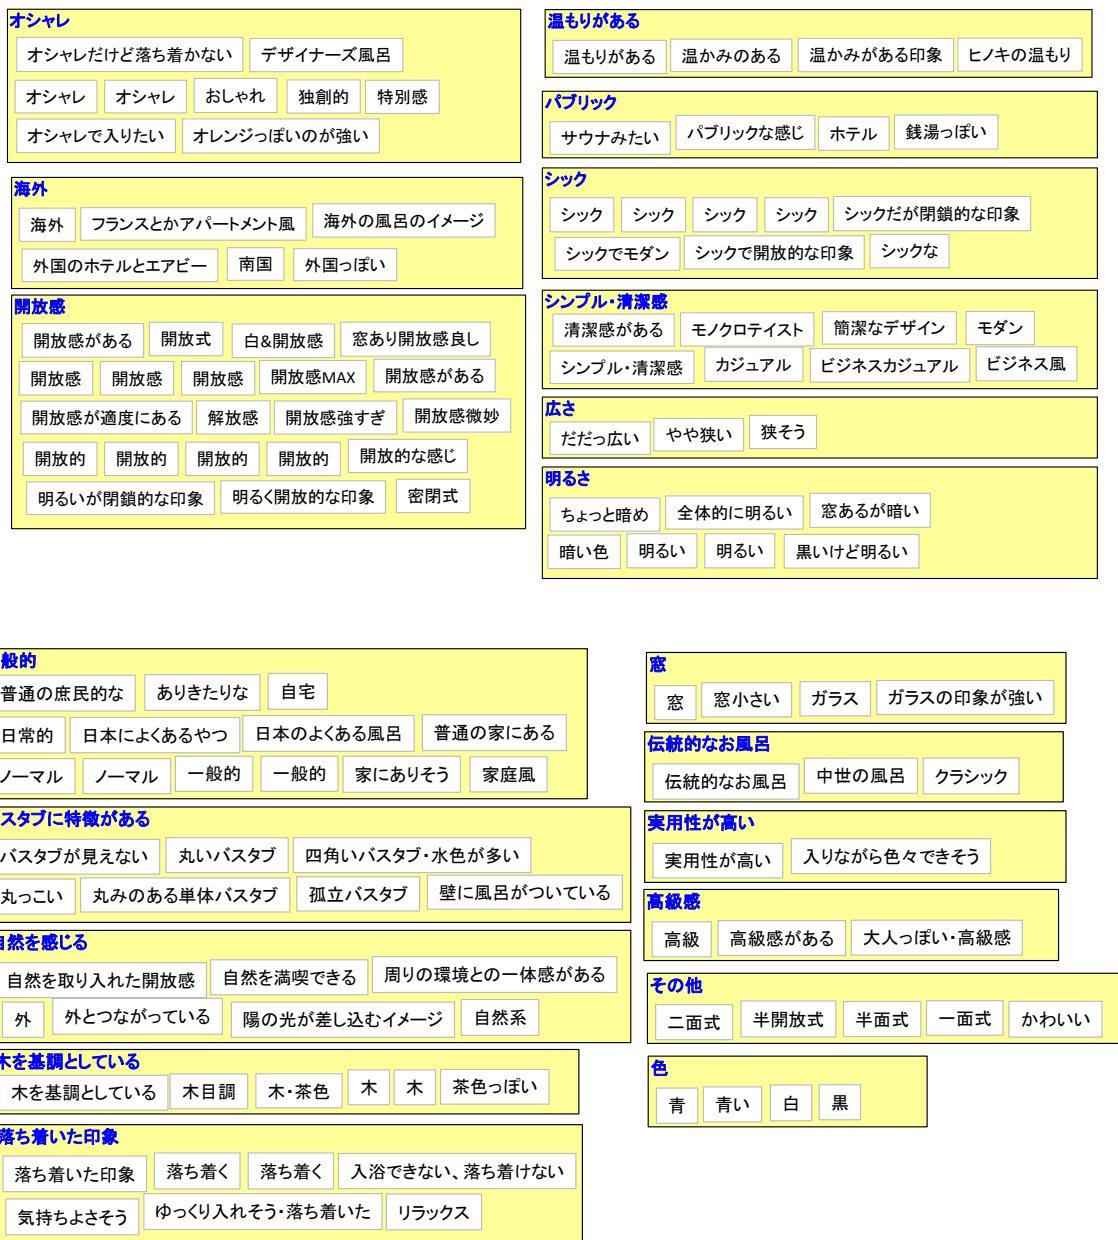 オシャレ
オシャレだけど落ち着かない デザイナーズ風呂
オシャレ オシャレ おしゃれ 独創的 特別感
オシャレで入りたい オレンジっぽいのが強い
海外
海外 フランスとかアパートメント風 海外の風呂のイメージ
外国のホテルとエアビー 南国 外国っぽい
開放感
開放感がある 開放式 白&開放感 窓あり開放感良し
開放感 開放感 開放感 開放感MAX 開放感がある
開放感が適度にある 解放感 開放感強すぎ 開放感微妙
開放的 開放的 開放的 開放的 開放的な感じ
明るいが閉鎖的な印象 明るく開放的な印象 密閉式
温もりがある
温もりがある 温かみのある 温かみがある印象 ヒノキの温もり
パブリック
サウナみたい パブリックな感じ ホテル 銭湯っぽい
シック
シック シック シック シック シックだが閉鎖的な印象
シックでモダン シックで開放的な印象 シックな
シンプル・清潔感
清潔感がある モノクロテイスト 簡潔なデザイン モダン
シンプル・清潔感 カジュアル ビジネスカジュアル ビジネス風
広さ
だだっ広い やや狭い 狭そう
明るさ
ちょっと暗め 全体的に明るい 窓あるが暗い
暗い色 明るい 明るい 黒いけど明るい
般的
普通の庶民的な ありきたりな 自宅
日常的 日本によくあるやつ 日本のよくある風呂 普通の家にある
ノーマル ノーマル 一般的 一般的 家にありそう 家庭風
スタブに特徴がある
バスタブが見えない 丸いバスタブ 四角いバスタブ・水色が多い
丸っこい 丸みのある単体バスタブ 孤立バスタブ 壁に風呂がついている
自然を感じる
自然を取り入れた開放感 自然を満喫できる 周りの環境との一体感がある
外 外とつながっている 陽の光が差し込むイメージ 自然系
木を基調としている
木を基調としている 木目調 木・茶色 木 木 茶色っぽい
落ち着いた印象
落ち着いた印象 落ち着く 落ち着く 入浴できない、落ち着けない
気持ちよさそう ゆっくり入れそう・落ち着いた リラックス
窓
窓 窓小さい ガラス ガラスの印象が強い
伝統的なお風呂
伝統的なお風呂 中世の風呂 クラシック
実用性が高い
実用性が高い 入りながら色々できそう
高級感
高級 高級感がある 大人っぽい・高級感
その他
二面式 半開放式 半面式 一面式 かわいい
色
青 青い 白 黒